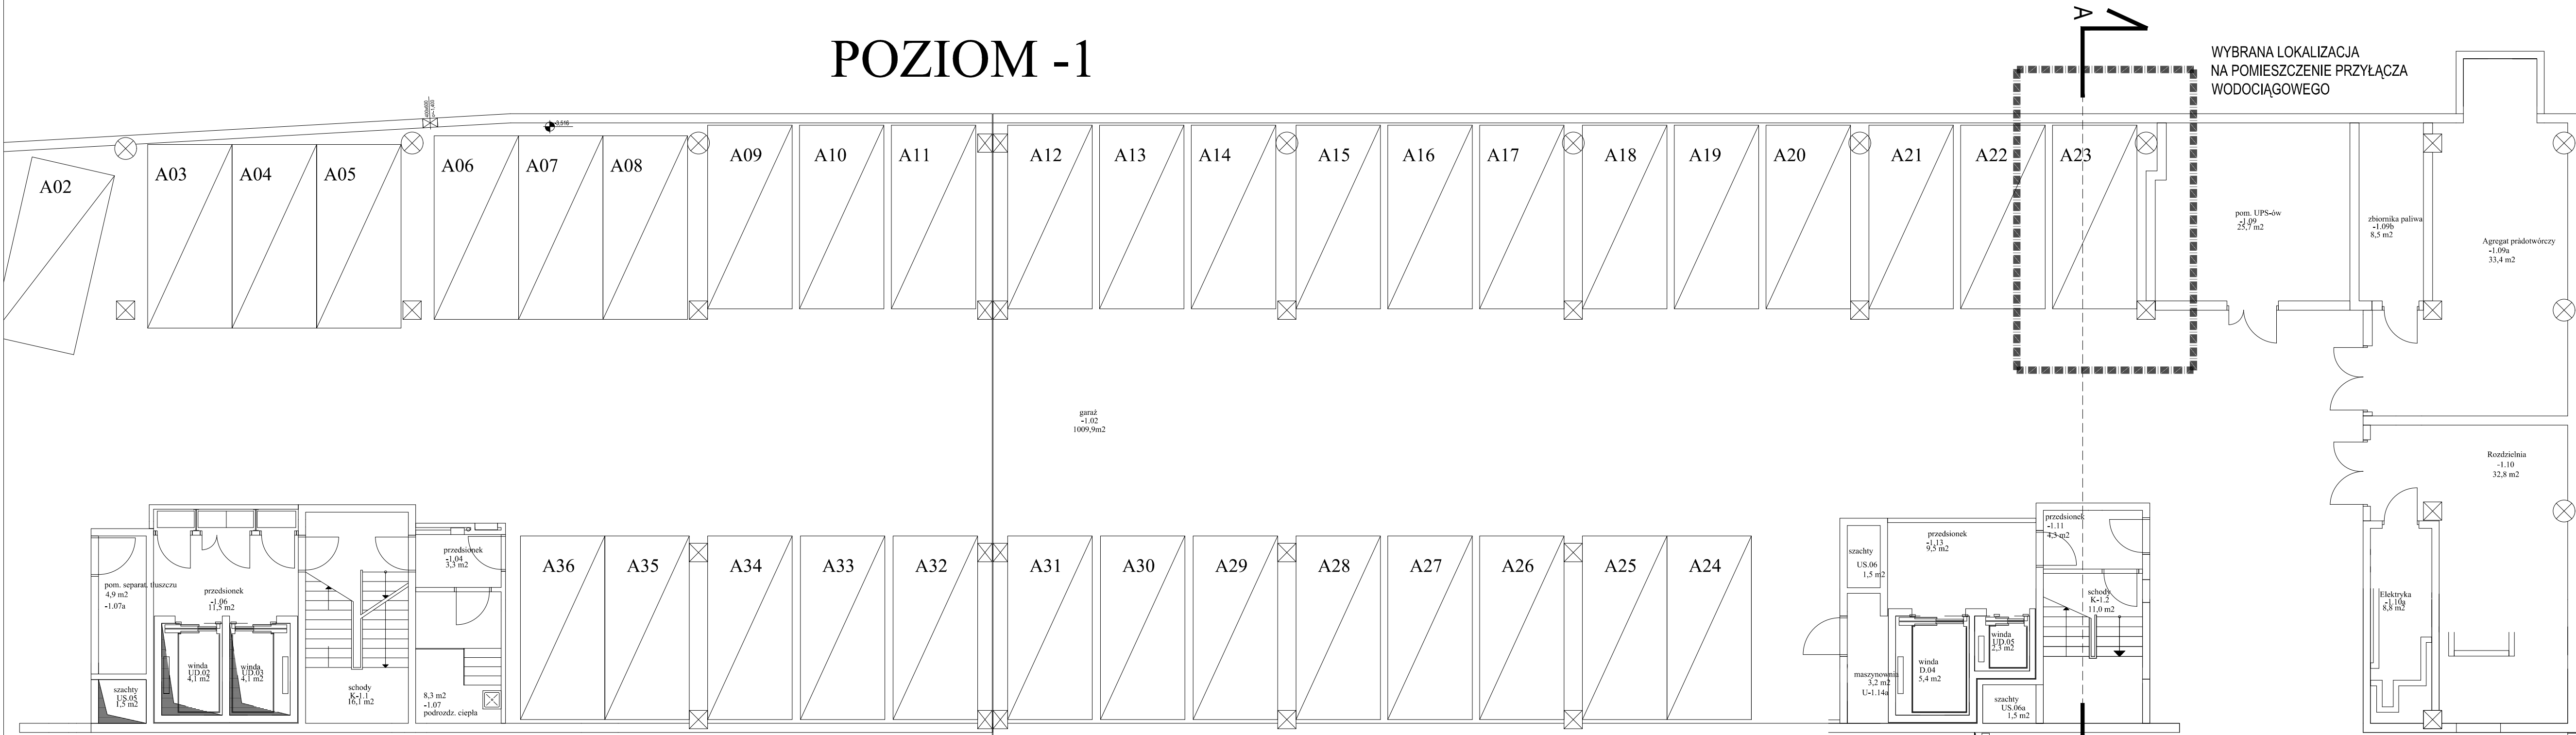 POZIOM -1
A
WYBRANA LOKALIZACJA
NA POMIESZCZENIE PRZYŁĄCZA
WODOCIĄGOWEGO
-3,516
A02
A03
A04
A05
A06
A07
A08
A09
A10
A11
A12
A13
A14
A15
A16
A17
A18
A19
A20
A21
A22
A23
pom. UPS-ów
-1.09
25,7 m2
zbiornika paliwa
-1.09b
8,5 m2
Agregat prádotwórczy
-1.09a
33,4 m2
garaż
-1.02
1009,9m2
Rozdzielnia
-1.10
32,8 m2
pom. separat. tłuszczu
4,9 m2
-1.07a
przedsionek
-1.06
11,5 m2
przedsionek
-1.04
3,3 m2
A36
A35
A34
A33
A32
A31
A30
A29
A28
A27
A26
A25
A24
szachty
US.06
1,5 m2
przedsionek
-1.13
9,5 m2
przedsionek
-1.11
4,3 m2
schody
K-1.2
11,0 m2
Elektryka
-1.10a
8,8 m2
szachty
US.05
1,5 m2
winda
UD.02
4,1 m2
winda
UD.03
4,1 m2
schody
K-1.1
16,1 m2
8,3 m2
-1.07
podrozdz. ciepła
maszynownia
3,2 m2
U-1.14a
winda
D.04
5,4 m2
winda
UD.05
2,3 m2
szachty
US.06a
1,5 m2